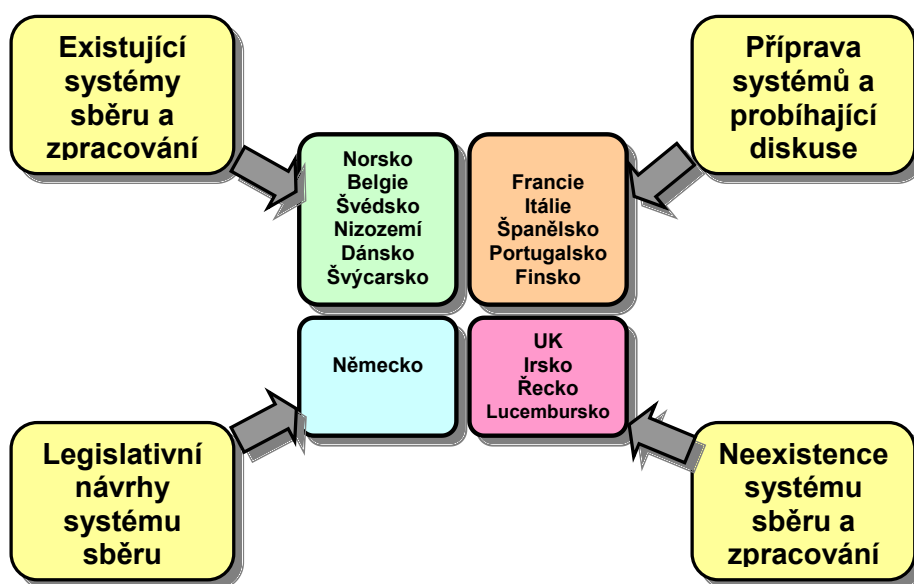 Existující
systémy
sběru a
zpracování
Příprava
systémů a
probíhající
diskuse
Norsko
Belgie
Švédsko
Nizozemí
Dánsko
Švýcarsko
Francie
Itálie
Španělsko
Portugalsko
Finsko
Německo
UK
Irsko
Řecko
Lucembursko
Legislativní
návrhy
systému
sběru
Neexistence
systému
sběru a
zpracování